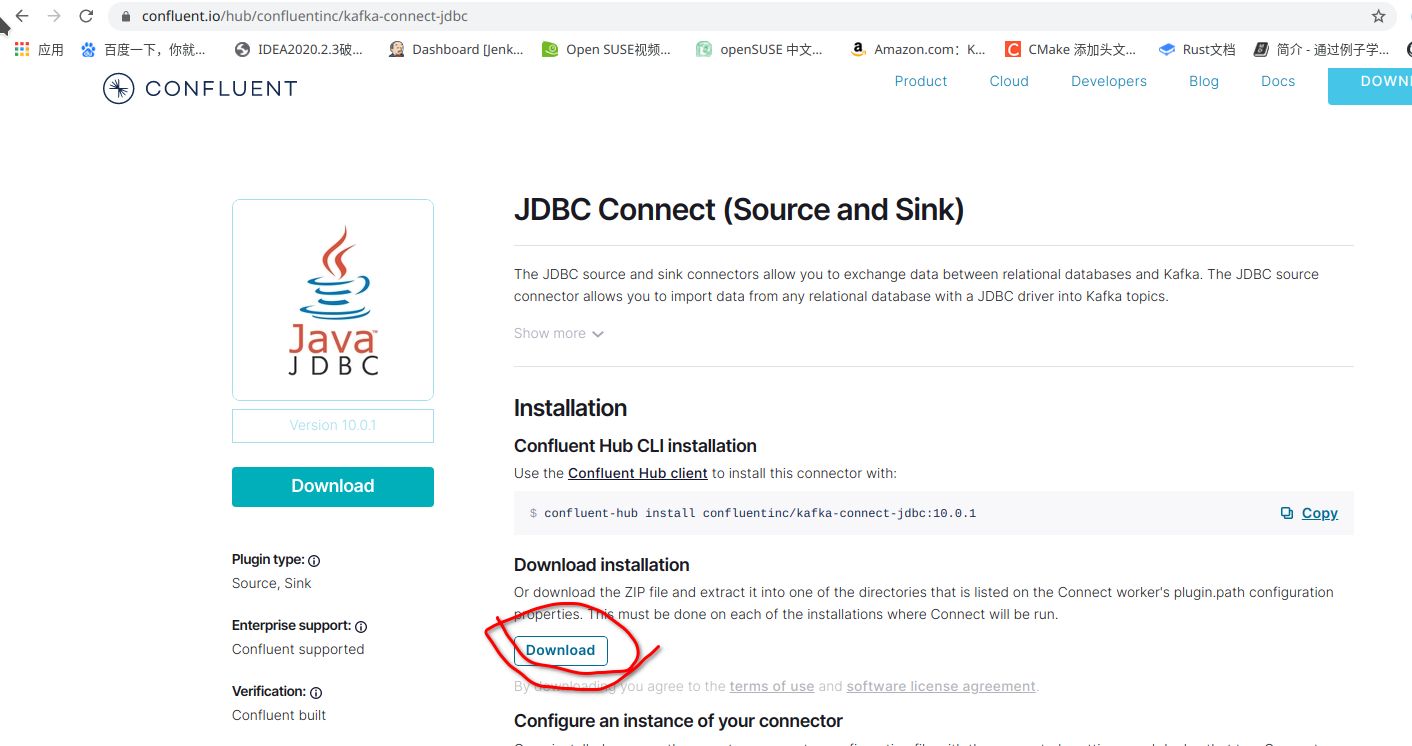 confluent.io/hub/confluentinc/kafka-connect-jdbc
应用 百度一下，你就... IDEA2020.2.3破... Dashboard [Jenk... Open SUSE视频... openSUSE 中文... Amazon.com：K... CMake 添加头文... Rust文档 简介 - 通过例子学...
CONFLUENT
Product Cloud Developers Blog Docs DOWN
JDBC Connect (Source and Sink)
The JDBC source and sink connectors allow you to exchange data between relational databases and Kafka. The JDBC source
connector allows you to import data from any relational database with a JDBC driver into Kafka topics.
Show more
Java™
JDBC
Version 10.0.1
Download
Plugin type:
Source, Sink
Enterprise support:
Confluent supported
Verification:
Confluent built
Installation
Confluent Hub CLI installation
Use the Confluent Hub client to install this connector with:
$ confluent-hub install confluentinc/kafka-connect-jdbc:10.0.1
Copy
Download installation
Or download the ZIP file and extract it into one of the directories that is listed on the Connect worker's plugin.path configuration
properties. This must be done on each of the installations where Connect will be run.
Download
By downloading you agree to the terms of use and software license agreement.
Configure an instance of your connector